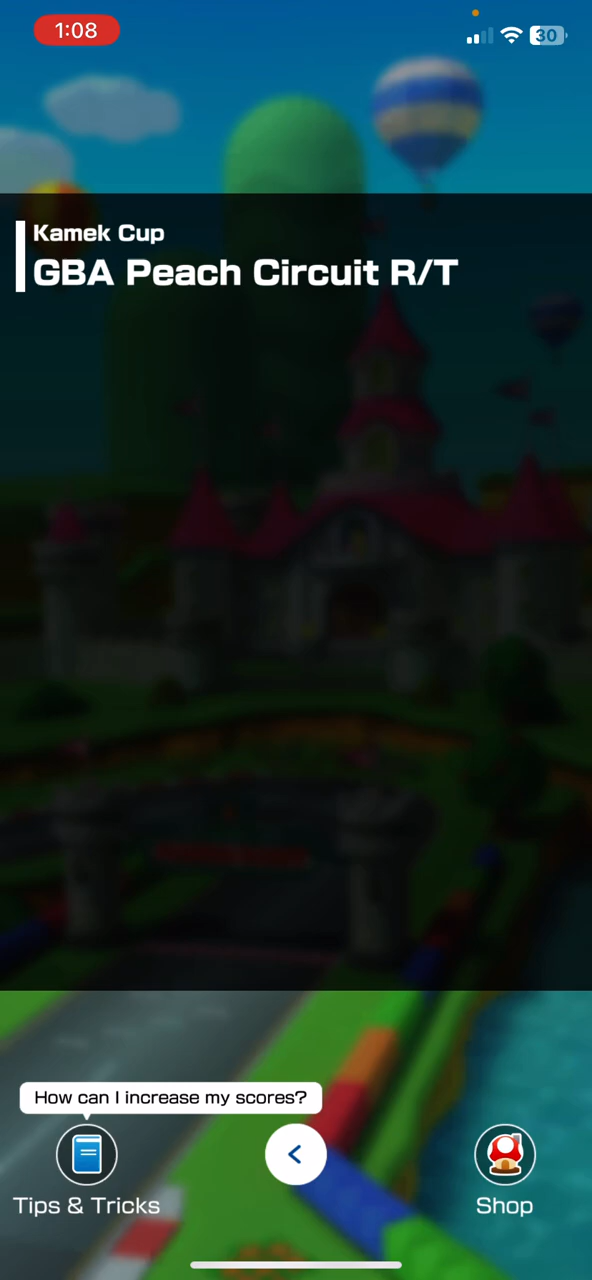 1:08
30
Kamek Cup
GBA Peach Circuit R/T
How can I increase my scores?
Tips & Tricks
Shop